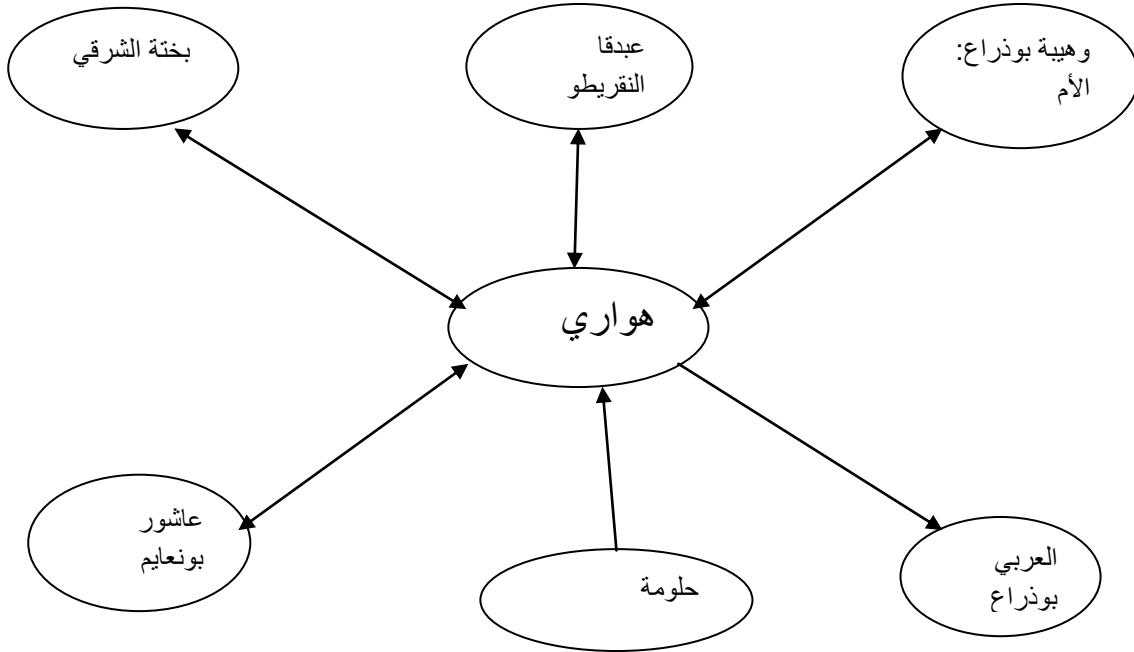 وهيبة بوذراع:
الأم
عبدقا
النقريطو
بختة الشرقي
هواري
العربي
بوذراع
حلومة
عاشور
بونعايم